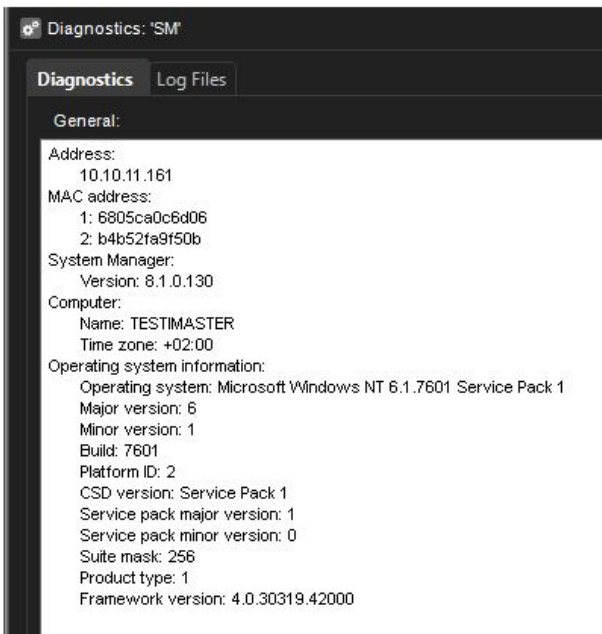 Diagnostics: 'SM'
Diagnostics Log Files
General:
Address:
10.10.11.161
MAC address:
1: 6805ca0c6d06
2: b4b52fa9f50b
System Manager:
Version: 8.1.0.130
Computer:
Name: TESTIMASTER
Time zone: +02:00
Operating system information:
Operating system: Microsoft Windows NT 6.1.7601 Service Pack 1
Major version: 6
Minor version: 1
Build: 7601
Platform ID: 2
CSD version: Service Pack 1
Service pack major version: 1
Service pack minor version: 0
Suite mask: 256
Product type: 1
Framework version: 4.0.30319.42000